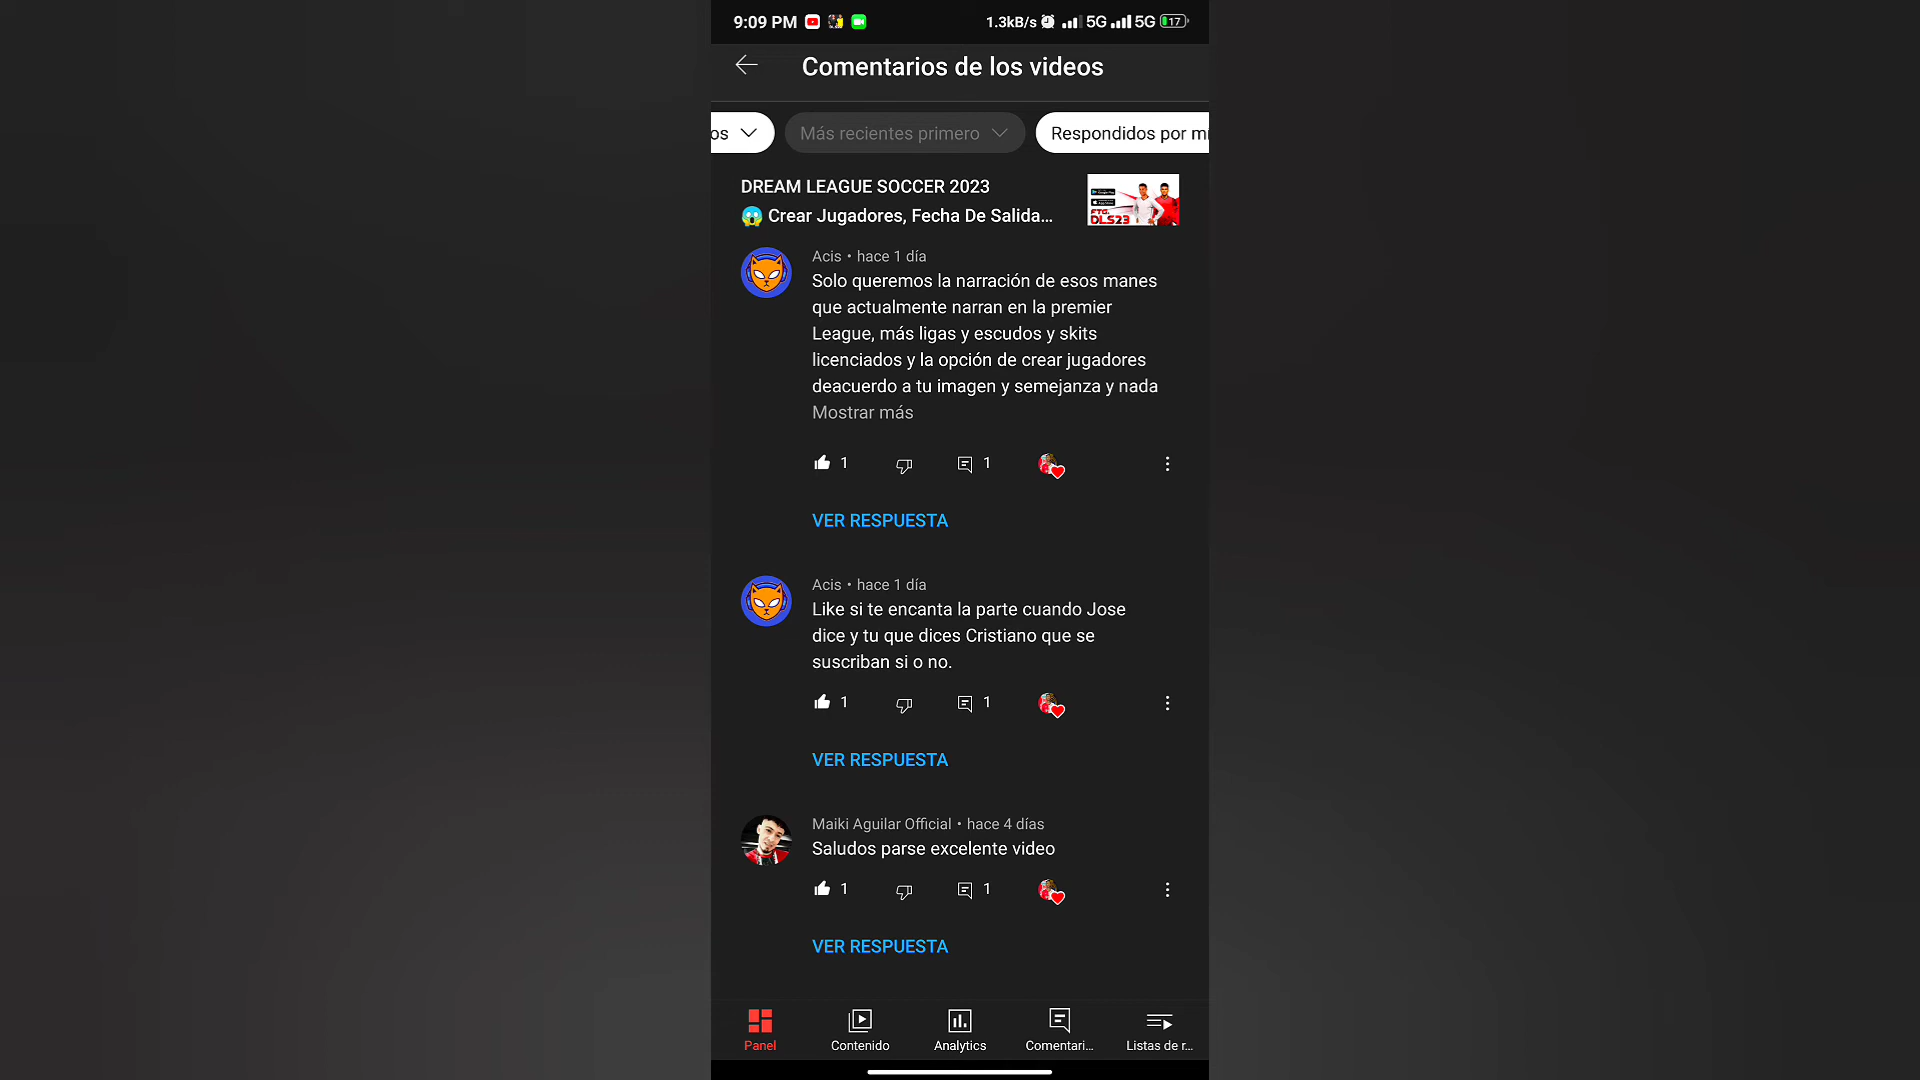 9:09 PM
1.3kB/s 5G 5G 17
Comentarios de los videos
os
Más recientes primero
Respondidos por m
DREAM LEAGUE SOCCER 2023
😱 Crear Jugadores, Fecha De Salida...
FTG.
DLS23
Acis • hace 1 día
Solo queremos la narración de esos manes
que actualmente narran en la premier
League, más ligas y escudos y skits
licenciados y la opción de crear jugadores
deacuerdo a tu imagen y semejanza y nada
Mostrar más
1
1
VER RESPUESTA
Acis • hace 1 día
Like si te encanta la parte cuando Jose
dice y tu que dices Cristiano que se
suscriban si o no.
1
1
VER RESPUESTA
Maiki Aguilar Official • hace 4 días
Saludos parse excelente video
1
1
VER RESPUESTA
Panel
Contenido
Analytics
Comentari...
Listas de r...